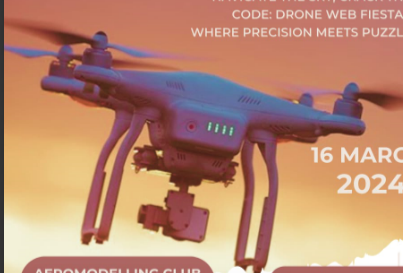 CODE: DRONE WEB FIESTA
WHERE PRECISION MEETS PUZZL
16 MARC
2024
AEROMODELLING CLUB